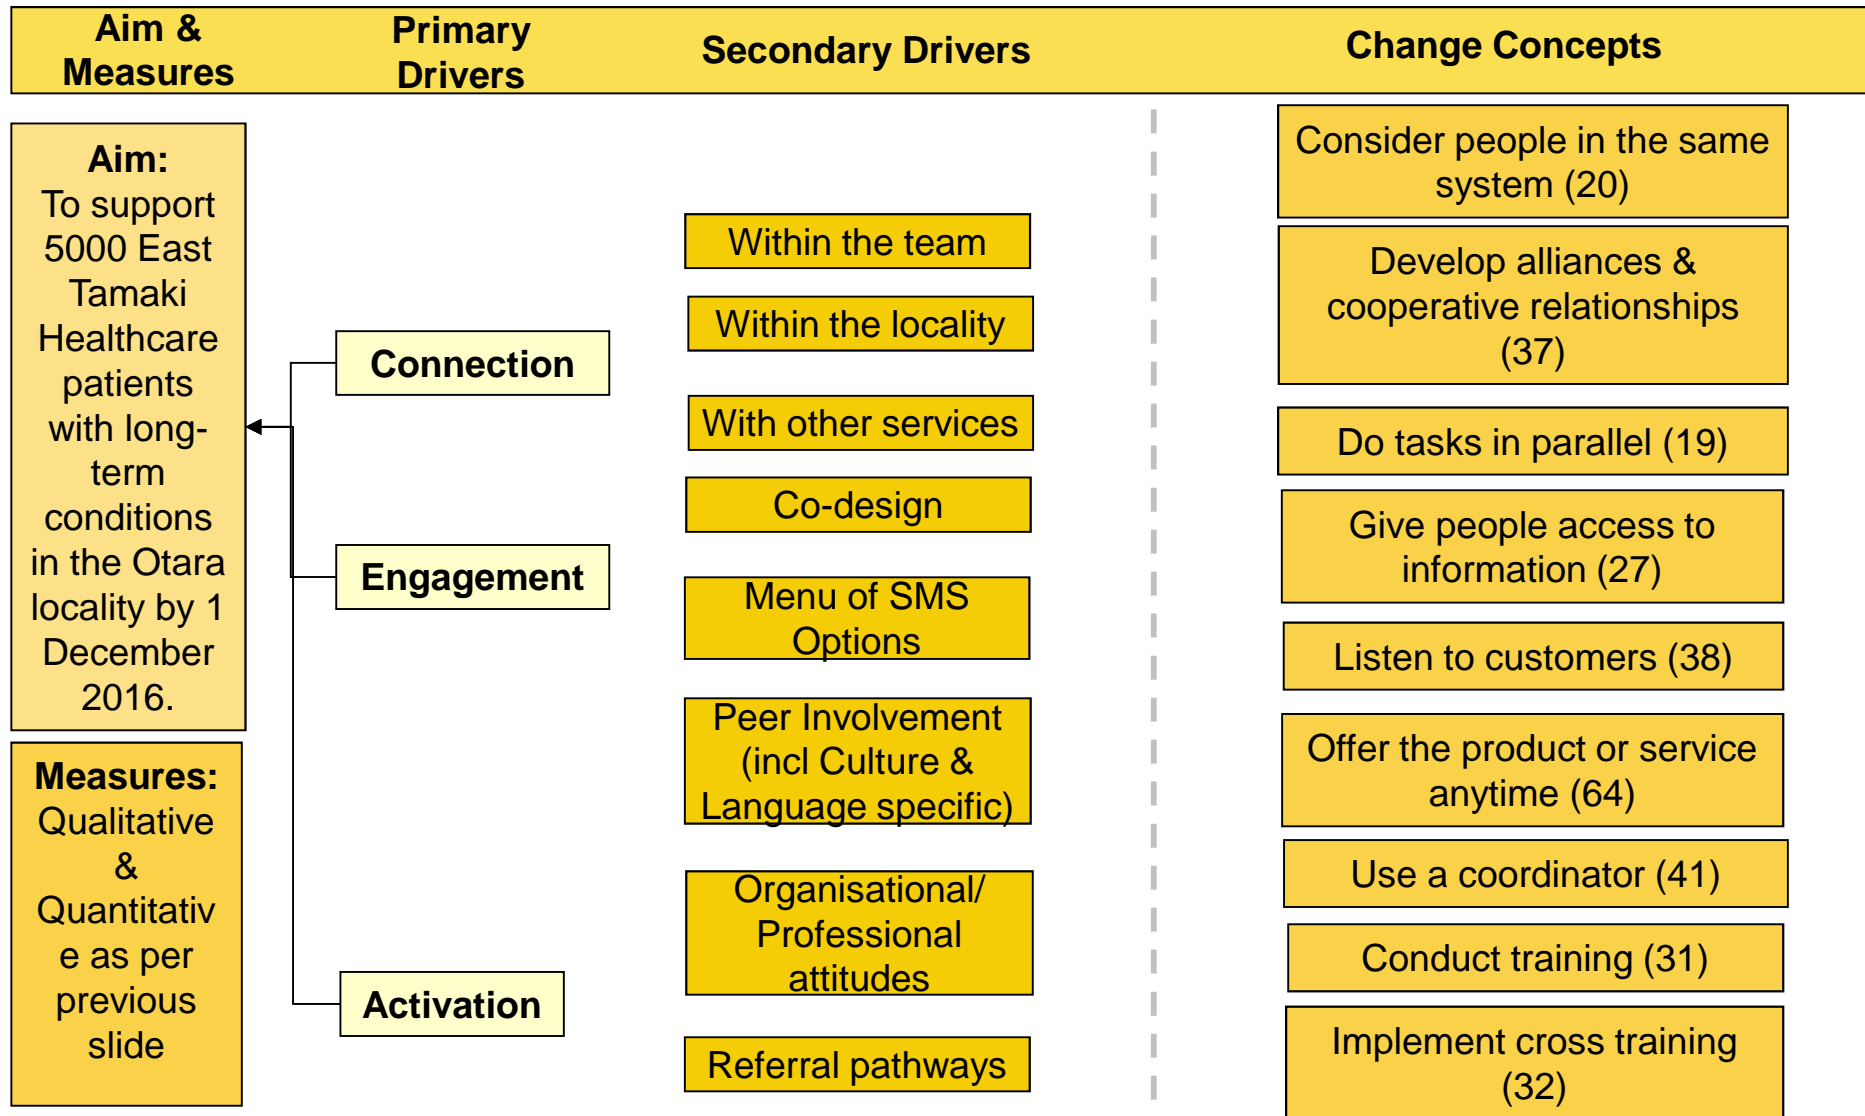 Aim &
Measures
Primary
Drivers
Secondary Drivers
Change Concepts
Aim:
To support
5000 East
Tamaki
Healthcare
patients
with long-
term
conditions
in the Otara
locality by 1
December
2016.
Measures:
Qualitative
&
Quantitativ
e as per
previous
slide
Connection
Engagement
Activation
Within the team
Within the locality
With other services
Co-design
Menu of SMS
Options
Peer Involvement
(incl Culture &
Language specific)
Organisational/
Professional
attitudes
Referral pathways
Consider people in the same
system (20)
Develop alliances &
cooperative relationships
(37)
Do tasks in parallel (19)
Give people access to
information (27)
Listen to customers (38)
Offer the product or service
anytime (64)
Use a coordinator (41)
Conduct training (31)
Implement cross training
(32)